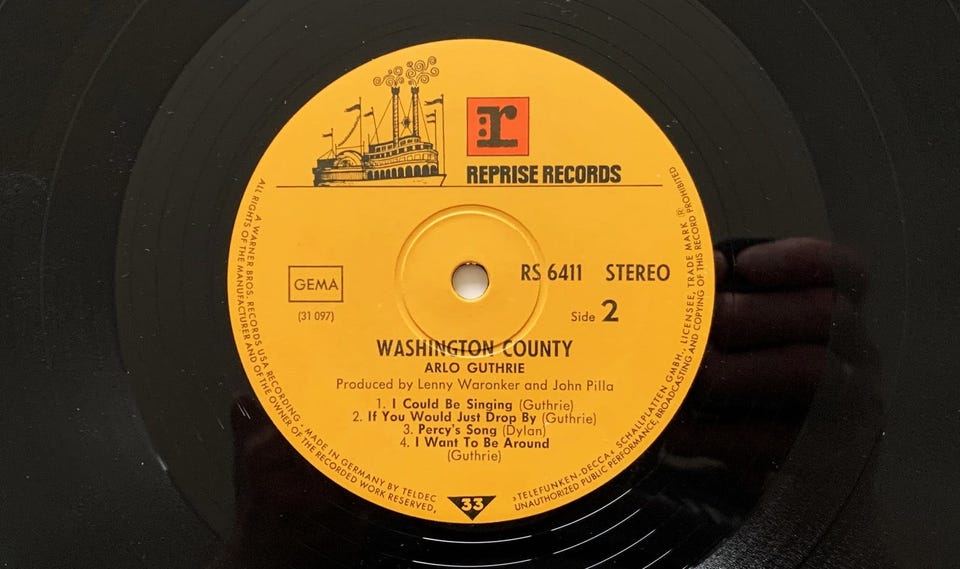 r
REPRISE RECORDS
GEMA
(31 097)
RS 6411 STEREO
Side 2
WASHINGTON COUNTY
ARLO GUTHRIE
Produced by Lenny Waronker and John Pilla
1. I Could Be Singing (Guthrie)
2. If You Would Just Drop By (Guthrie)
3. Percy's Song (Dylan)
4. I Want To Be Around
(Guthrie)
33
A WARNER BROS. RECORDS USA RECORDING · MADE IN GERMANY BY TELDEC ›TELEFUNKEN-DECCA‹ SCHALLPLATTEN GMBH., LICENSEE, TRADE MARK ®
ALL RIGHTS OF THE MANUFACTURER AND OF THE OWNER OF THE RECORDED WORK RESERVED, UNAUTHORIZED PUBLIC PERFORMANCE, BROADCASTING AND COPYING OF THIS RECORD PROHIBITED